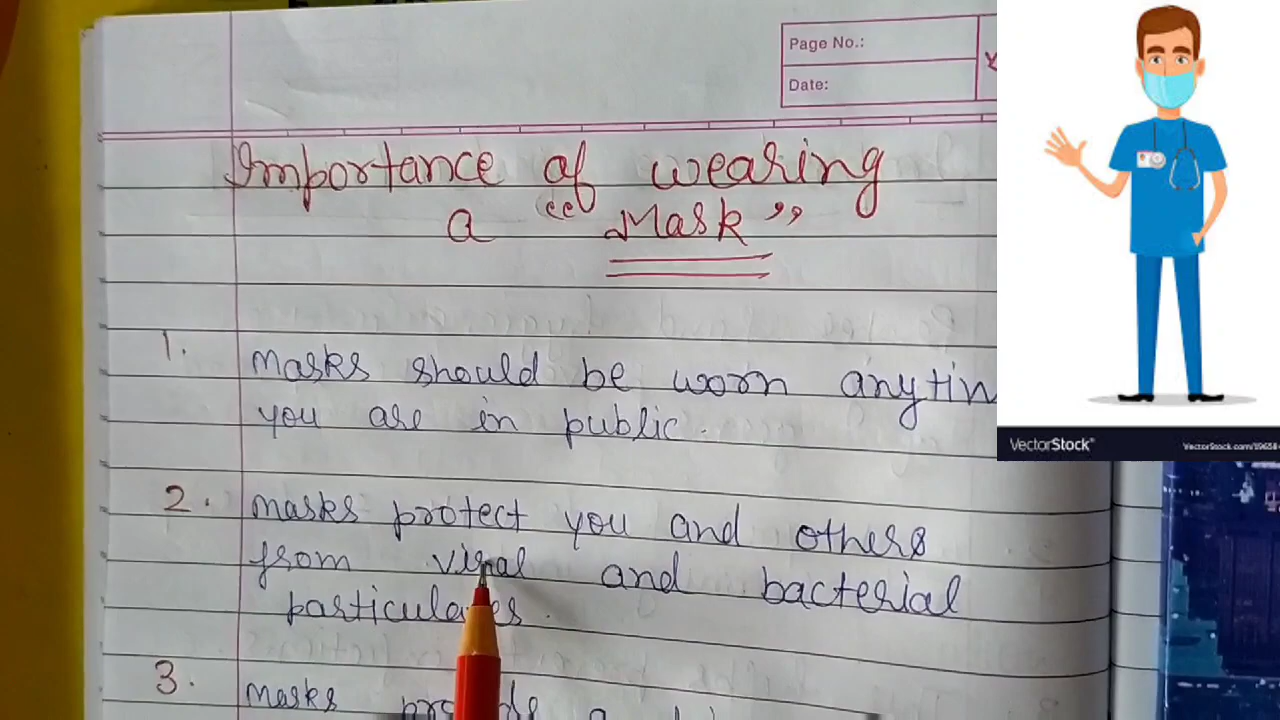 Page No.:
Date:
Importance of wearing
a "Mask"
1. Masks should be worn
you are in public.
2. Masks protect you and others
from viral and bacterial
particulates.
3. Masks
VectorStock®